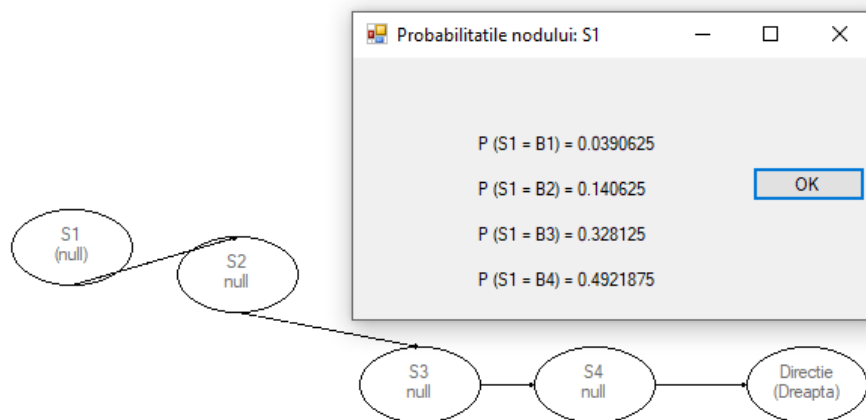 Probabilitatile nodului: S1
P (S1 = B1) = 0.0390625
P (S1 = B2) = 0.140625
OK
P (S1 = B3) = 0.328125
P (S1 = B4) = 0.4921875
S1
(null)
S2
null
S3
null
S4
null
Directie
(Dreapta)